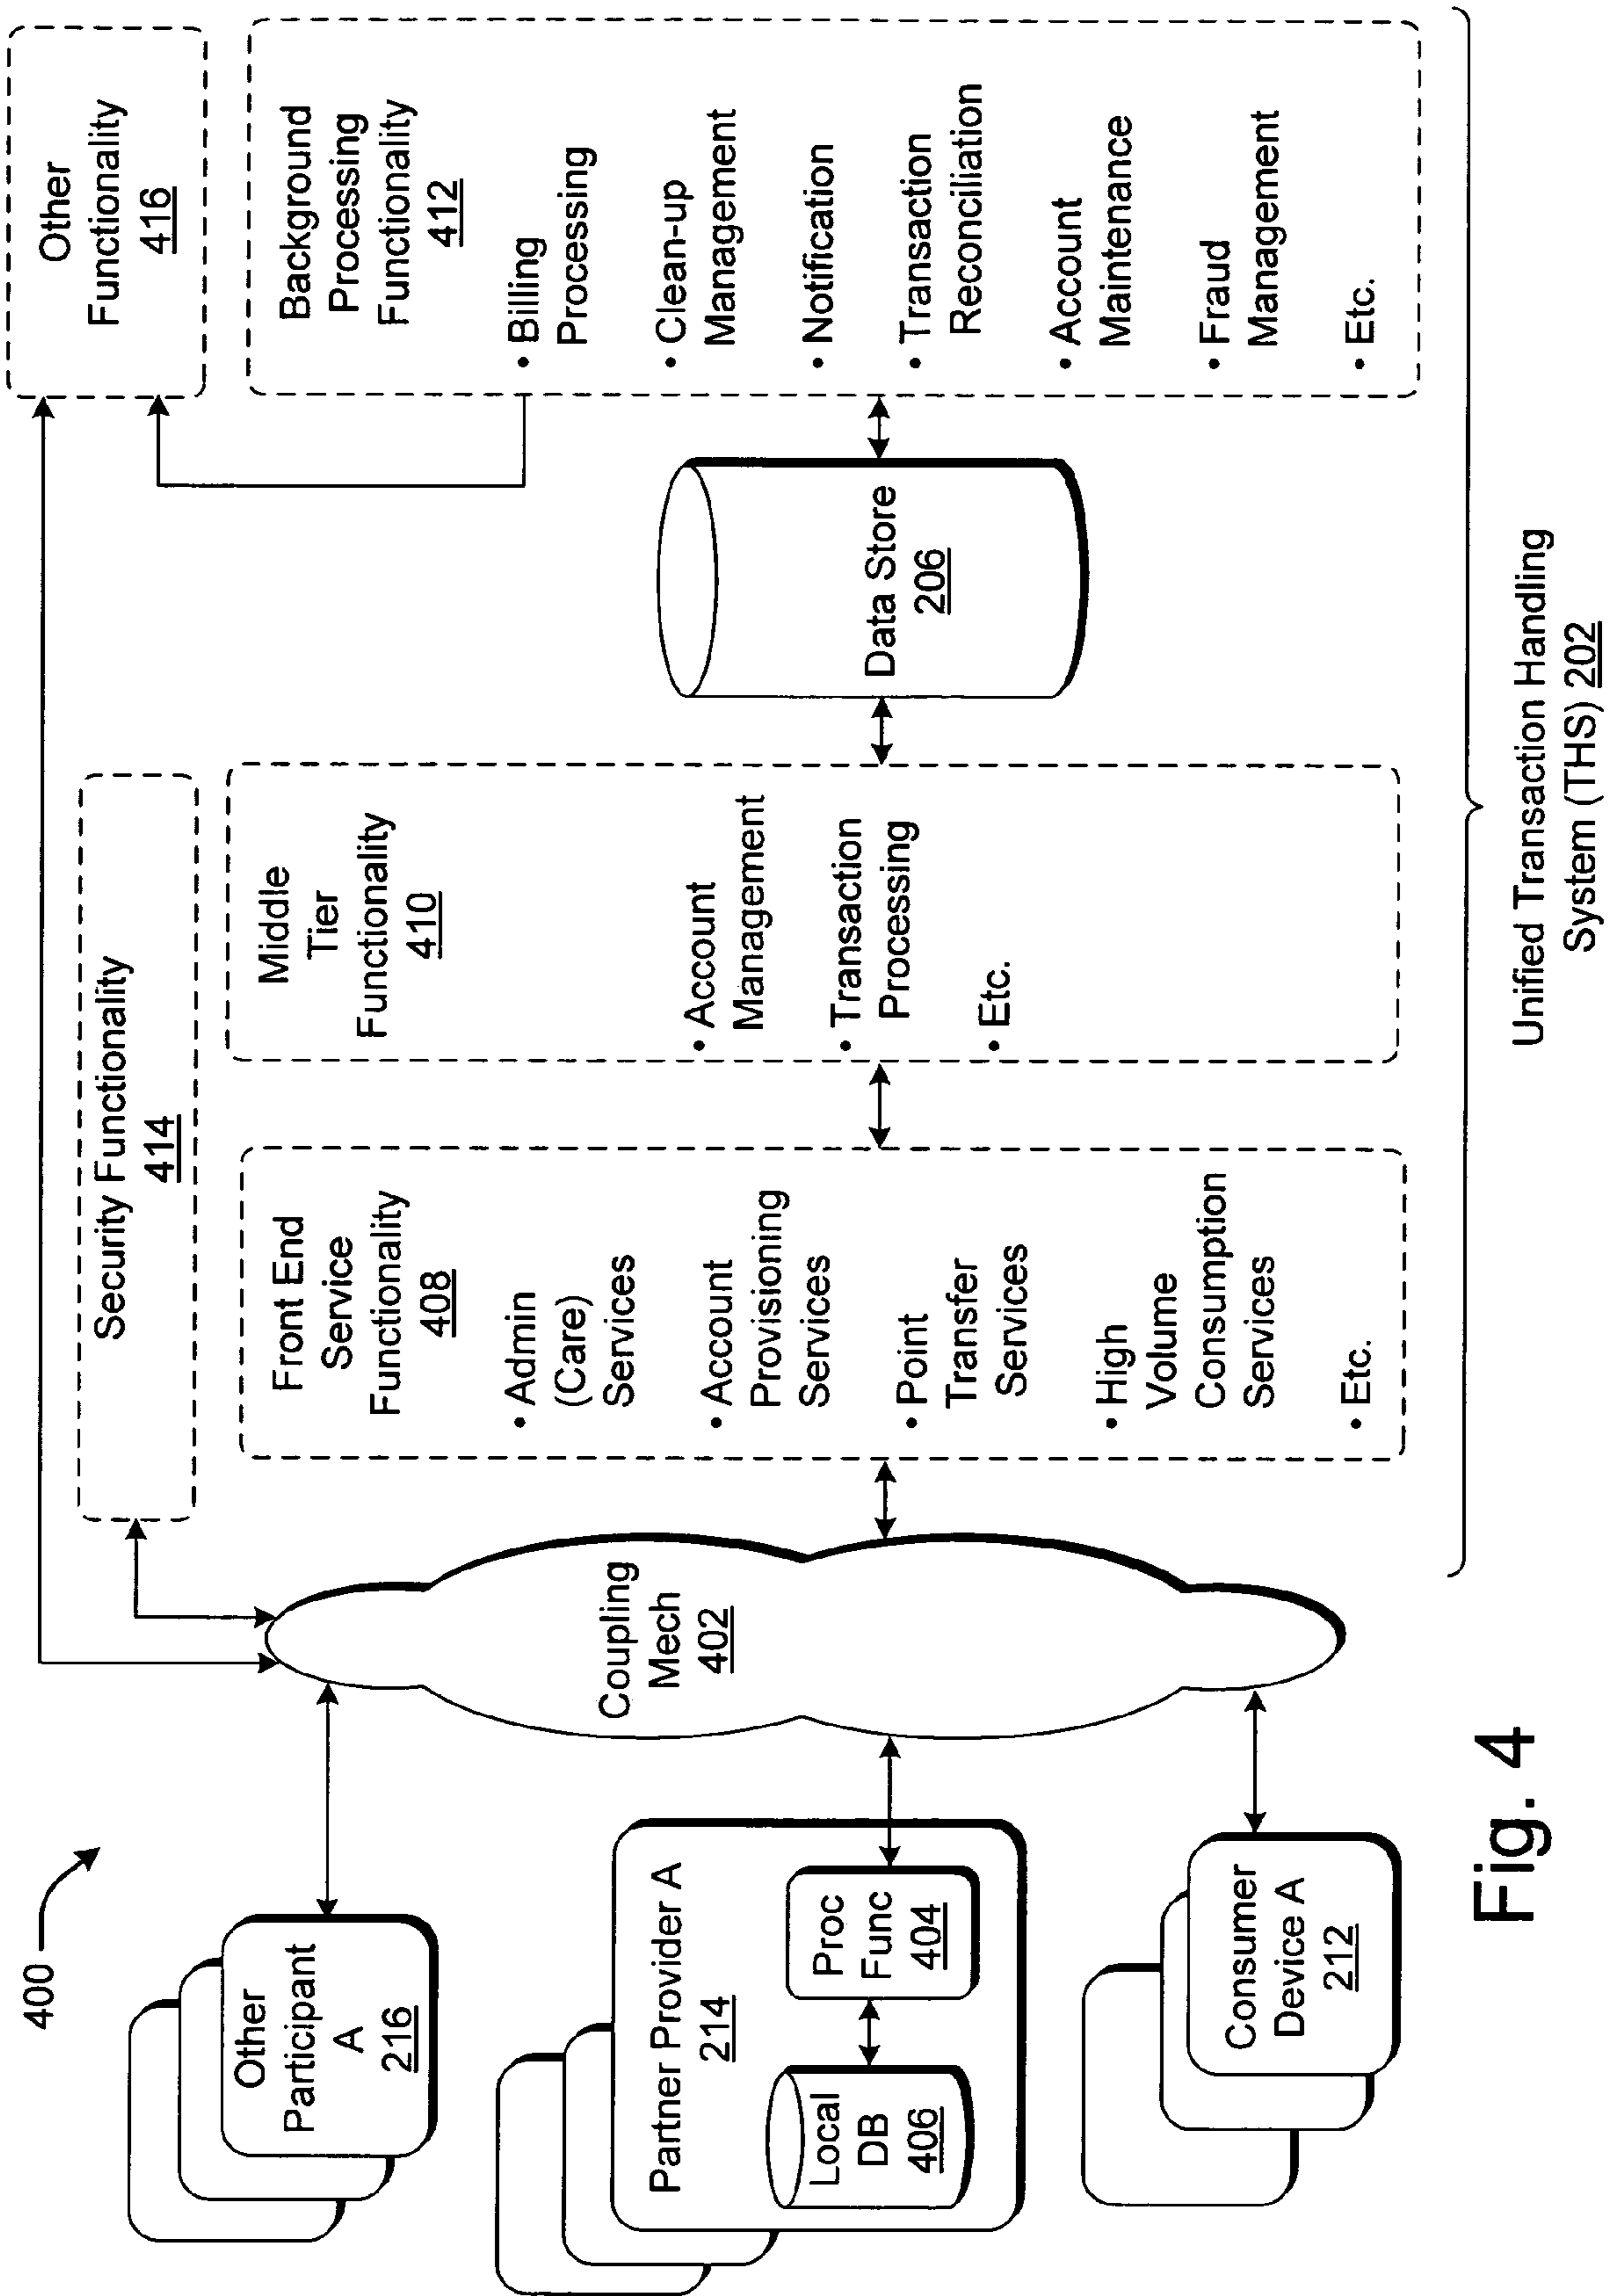 400
Other
Participant
A
216
Partner Provider A
214
Local
DB
406
Proc
Func
404
Consumer
Device A
212
Coupling
Mech
402
Security Functionality
414
Front End
Service
Functionality
408
• Admin
(Care)
Services
• Account
Provisioning
Services
• Point
Transfer
Services
• High
Volume
Consumption
Services
• Etc.
Middle
Tier
Functionality
410
• Account
Management
• Transaction
Processing
• Etc.
Data Store
206
Other
Functionality
416
Background
Processing
Functionality
412
• Billing
Processing
• Clean-up
Management
• Notification
• Transaction
Reconciliation
• Account
Maintenance
• Fraud
Management
• Etc.
Unified Transaction Handling
System (THS) 202
Fig. 4